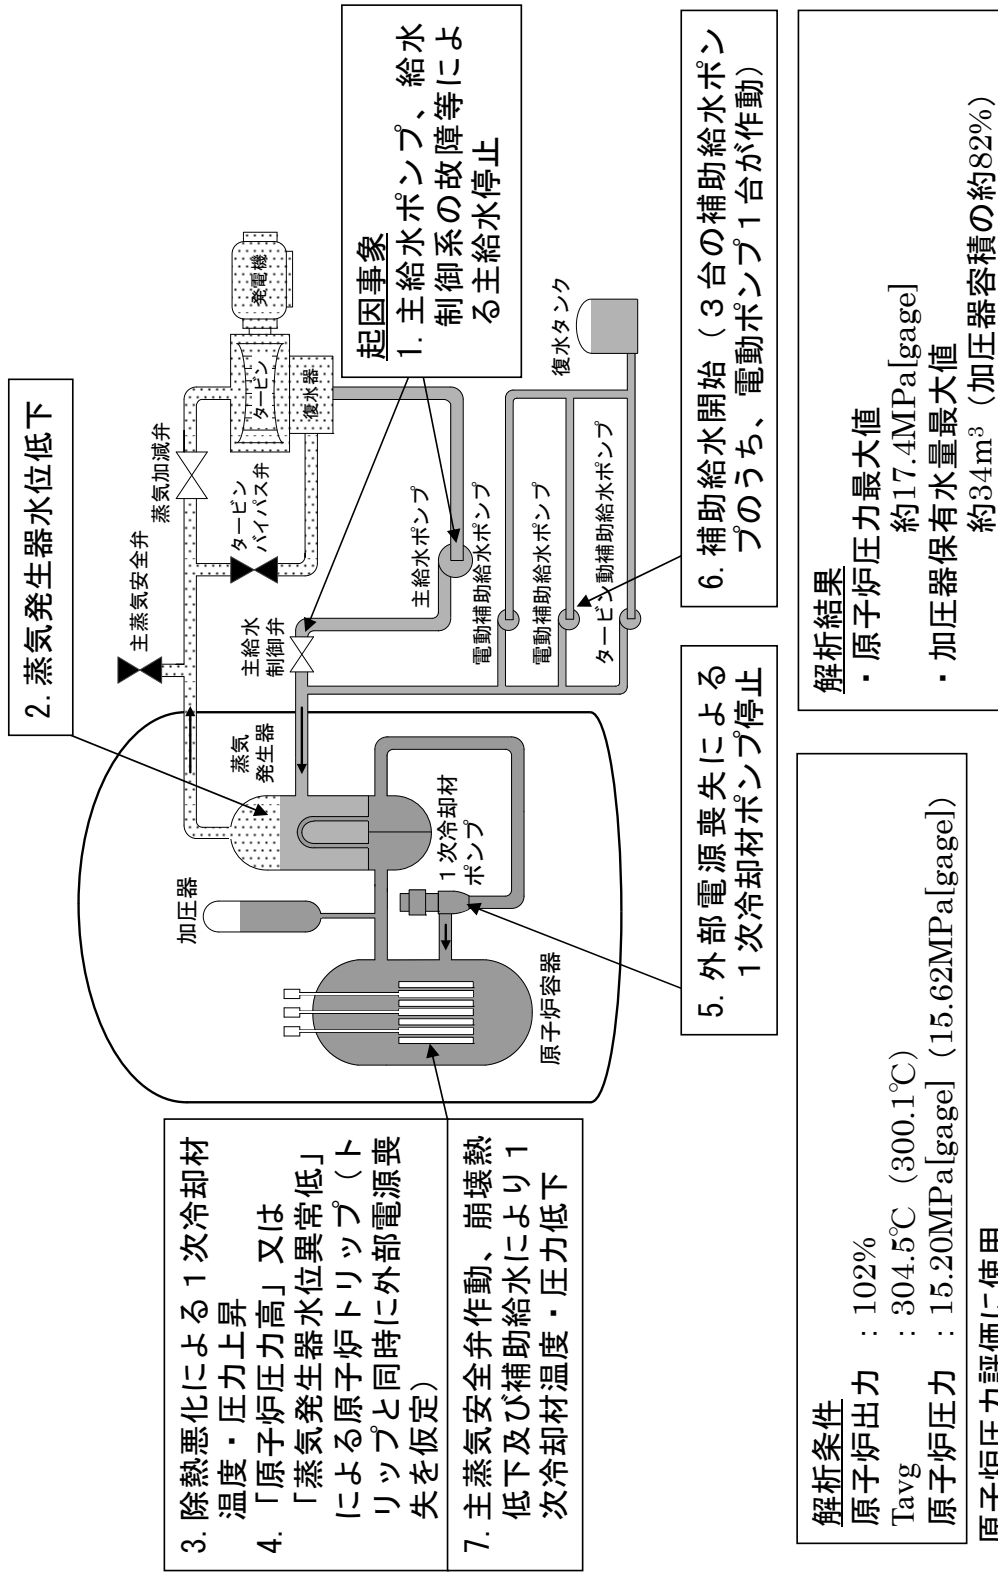 2. 蒸気発生器水位低下
主蒸気安全弁
蒸気加減弁
タービン
バイパス弁
タービン
発電機
復水器
起因事象
1. 主給水ポンプ、給水
制御系の故障等によ
る主給水停止
3. 除熱悪化による１次冷却材
温度・圧力上昇
4. 「原子炉圧力高」又は
「蒸気発生器水位異常低」
による原子炉トリップ（ト
リップと同時に外部電源喪
失を仮定）
7. 主蒸気安全弁作動、崩壊熱
低下及び補助給水により１
次冷却材温度・圧力低下
加圧器
蒸気
発生器
１次冷却材
ポンプ
原子炉容器
主給水
制御弁
主給水ポンプ
電動補助給水ポンプ
電動補助給水ポンプ
タービン動補助給水ポンプ
復水タンク
5. 外部電源喪失による
１次冷却材ポンプ停止
6. 補助給水開始（３台の補助給水ポン
プのうち、電動ポンプ１台が作動）
解析条件
原子炉出力 : 102%
Tavg : 304.5℃（300.1℃）
原子炉圧力 : 15.20MPa[gage]（15.62MPa[gage]）
解析結果
・原子炉圧力最大値
約17.4MPa[gage]
・加圧器保有水量最大値
約34m³（加圧器容積の約82%）
原子炉圧力評価に使用